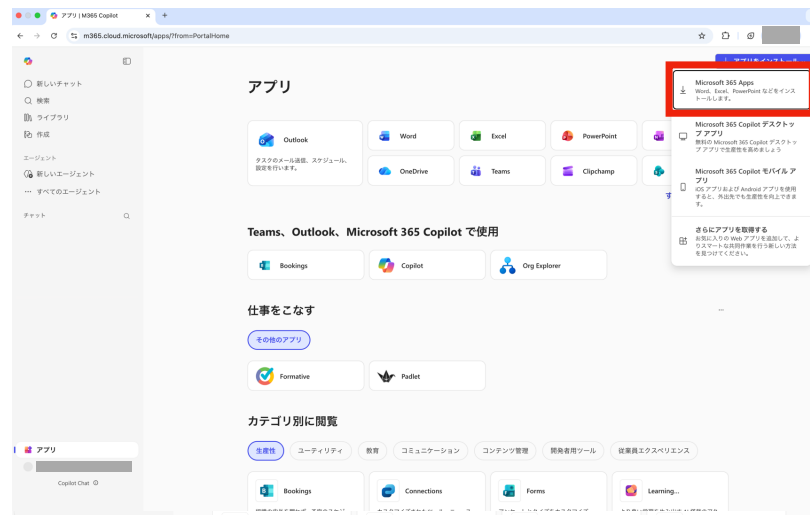 アプリ | M365 Copilot
m365.cloud.microsoft/apps/?from=PortalHome
新しいチャット
検索
ライブラリ
作成
エージェント
新しいエージェント
すべてのエージェント
チャット
アプリ
Copilot Chat
アプリ
アプリをインストール
Outlook
タスクのメール送信、スケジュール、
設定を行います。
Word
Excel
PowerPoint
OneDrive
Teams
Clipchamp
Microsoft 365 Apps
Word、Excel、PowerPoint などをインス
トールします。
Microsoft 365 Copilot デスクトッ
プ アプリ
無料の Microsoft 365 Copilot デスクトッ
プ アプリで生産性を高めましょう
Microsoft 365 Copilot モバイル ア
プリ
iOS アプリおよび Android アプリを使用
すると、外出先でも生産性を向上できま
す。
さらにアプリを取得する
お気に入りの Web アプリを追加して、よ
りスマートな共同作業を行う新しい方法
を見つけてください。
Teams、Outlook、Microsoft 365 Copilot で使用
Bookings
Copilot
Org Explorer
仕事をこなす
その他のアプリ
Formative
Padlet
カテゴリ別に閲覧
生産性
ユーティリティ
教育
コミュニケーション
コンテンツ管理
開発者用ツール
従業員エクスペリエンス
Bookings
Connections
Forms
Learning...